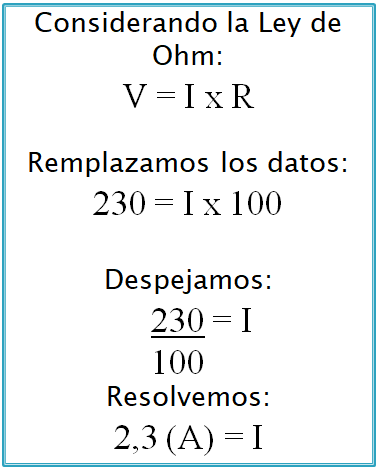 Considerando la Ley de
Ohm:
V = I x R
Remplazamos los datos:
230 = I x 100
Despejamos:
230 = I
100
Resolvemos:
2,3 (A) = I